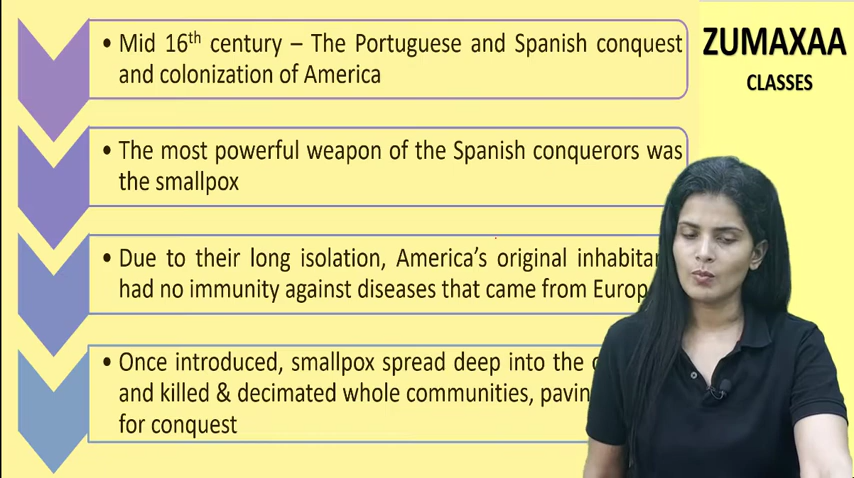 • Mid 16th century – The Portuguese and Spanish conquest
and colonization of America
• The most powerful weapon of the Spanish conquerors was
the smallpox
• Due to their long isolation, America's original
had no immunity against diseases that came from
• Once introduced, smallpox spread deep into the
and killed & decimated whole communities,
for conquest
ZUMAXAA
CLASSES